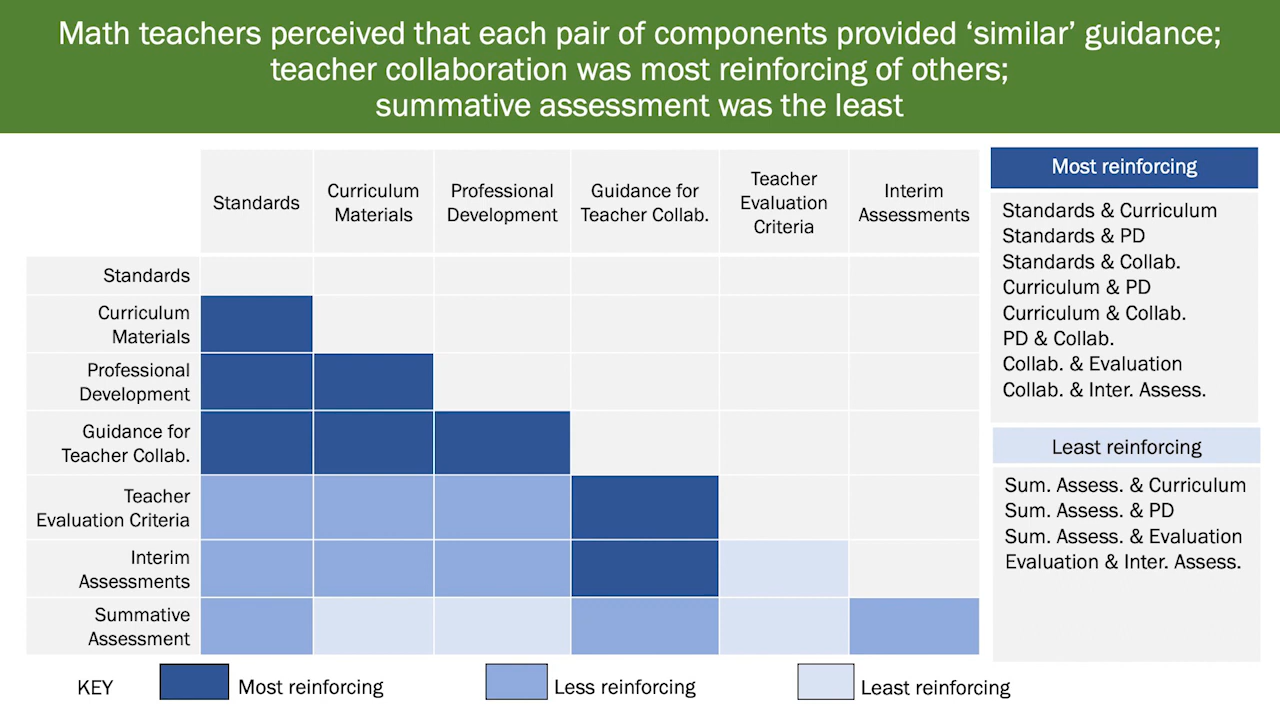 Math teachers perceived that each pair of components provided ‘similar’ guidance;
teacher collaboration was most reinforcing of others;
summative assessment was the least
Standards
Curriculum
Materials
Professional
Development
Guidance for
Teacher Collab.
Teacher
Evaluation
Criteria
Interim
Assessments
Standards
Curriculum
Materials
Professional
Development
Guidance for
Teacher Collab.
Teacher
Evaluation Criteria
Interim
Assessments
Summative
Assessment
Most reinforcing
Standards & Curriculum
Standards & PD
Standards & Collab.
Curriculum & PD
Curriculum & Collab.
PD & Collab.
Collab. & Evaluation
Collab. & Inter. Assess.
Least reinforcing
Sum. Assess. & Curriculum
Sum. Assess. & PD
Sum. Assess. & Evaluation
Evaluation & Inter. Assess.
KEY
Most reinforcing
Less reinforcing
Least reinforcing